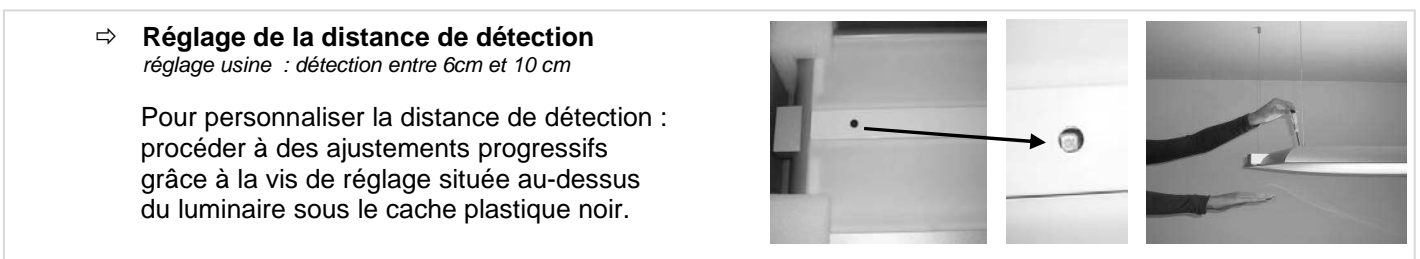 ⇨ Réglage de la distance de détection
réglage usine : détection entre 6cm et 10 cm
Pour personnaliser la distance de détection :
procéder à des ajustements progressifs
grâce à la vis de réglage située au-dessus
du luminaire sous le cache plastique noir.